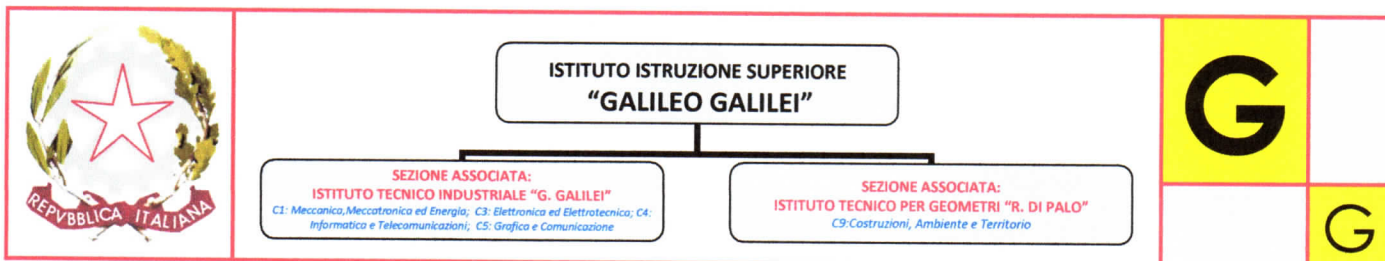 REPVBBLICA ITALIANA
ISTITUTO ISTRUZIONE SUPERIORE
“GALILEO GALILEI”
SEZIONE ASSOCIATA:
ISTITUTO TECNICO INDUSTRIALE “G. GALILEI”
C1: Meccanica,Meccatronica ed Energia; C3: Elettronica ed Elettrotecnica; C4:
Informatica e Telecomunicazioni; C5: Grafica e Comunicazione
SEZIONE ASSOCIATA:
ISTITUTO TECNICO PER GEOMETRI “R. DI PALO”
C9:Costruzioni, Ambiente e Territorio
G
G